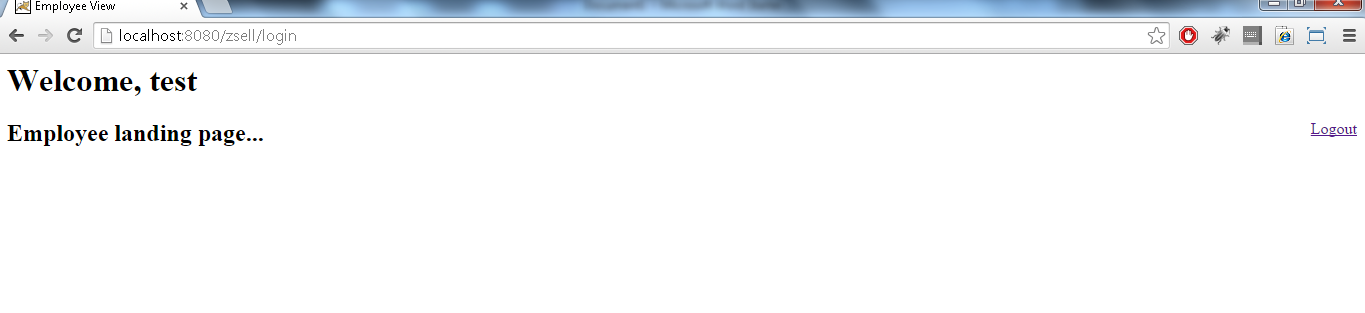 Employee View
localhost:8080/zsell/login
Welcome, test
Employee landing page...
Logout